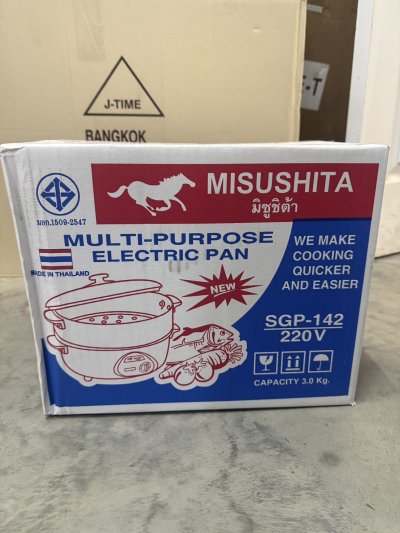 J-TIME
BANGKOK
MISUSHITA
มิซูชิต้า
มอก.1509-2547
MULTI-PURPOSE
ELECTRIC PAN
MADE IN THAILAND
NEW
WE MAKE
COOKING
QUICKER
AND EASIER
SGP-142
220V
CAPACITY 3.0 Kg.